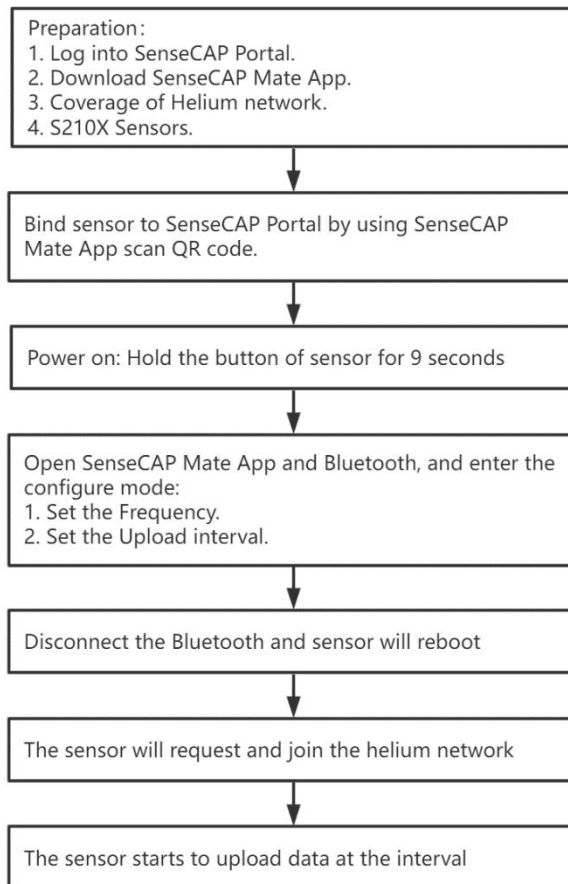 Preparation:
1. Log into SenseCAP Portal.
2. Download SenseCAP Mate App.
3. Coverage of Helium network.
4. S210X Sensors.
Bind sensor to SenseCAP Portal by using SenseCAP
Mate App scan QR code.
Power on: Hold the button of sensor for 9 seconds
Open SenseCAP Mate App and Bluetooth, and enter the
configure mode:
1. Set the Frequency.
2. Set the Upload interval.
Disconnect the Bluetooth and sensor will reboot
The sensor will request and join the helium network
The sensor starts to upload data at the interval